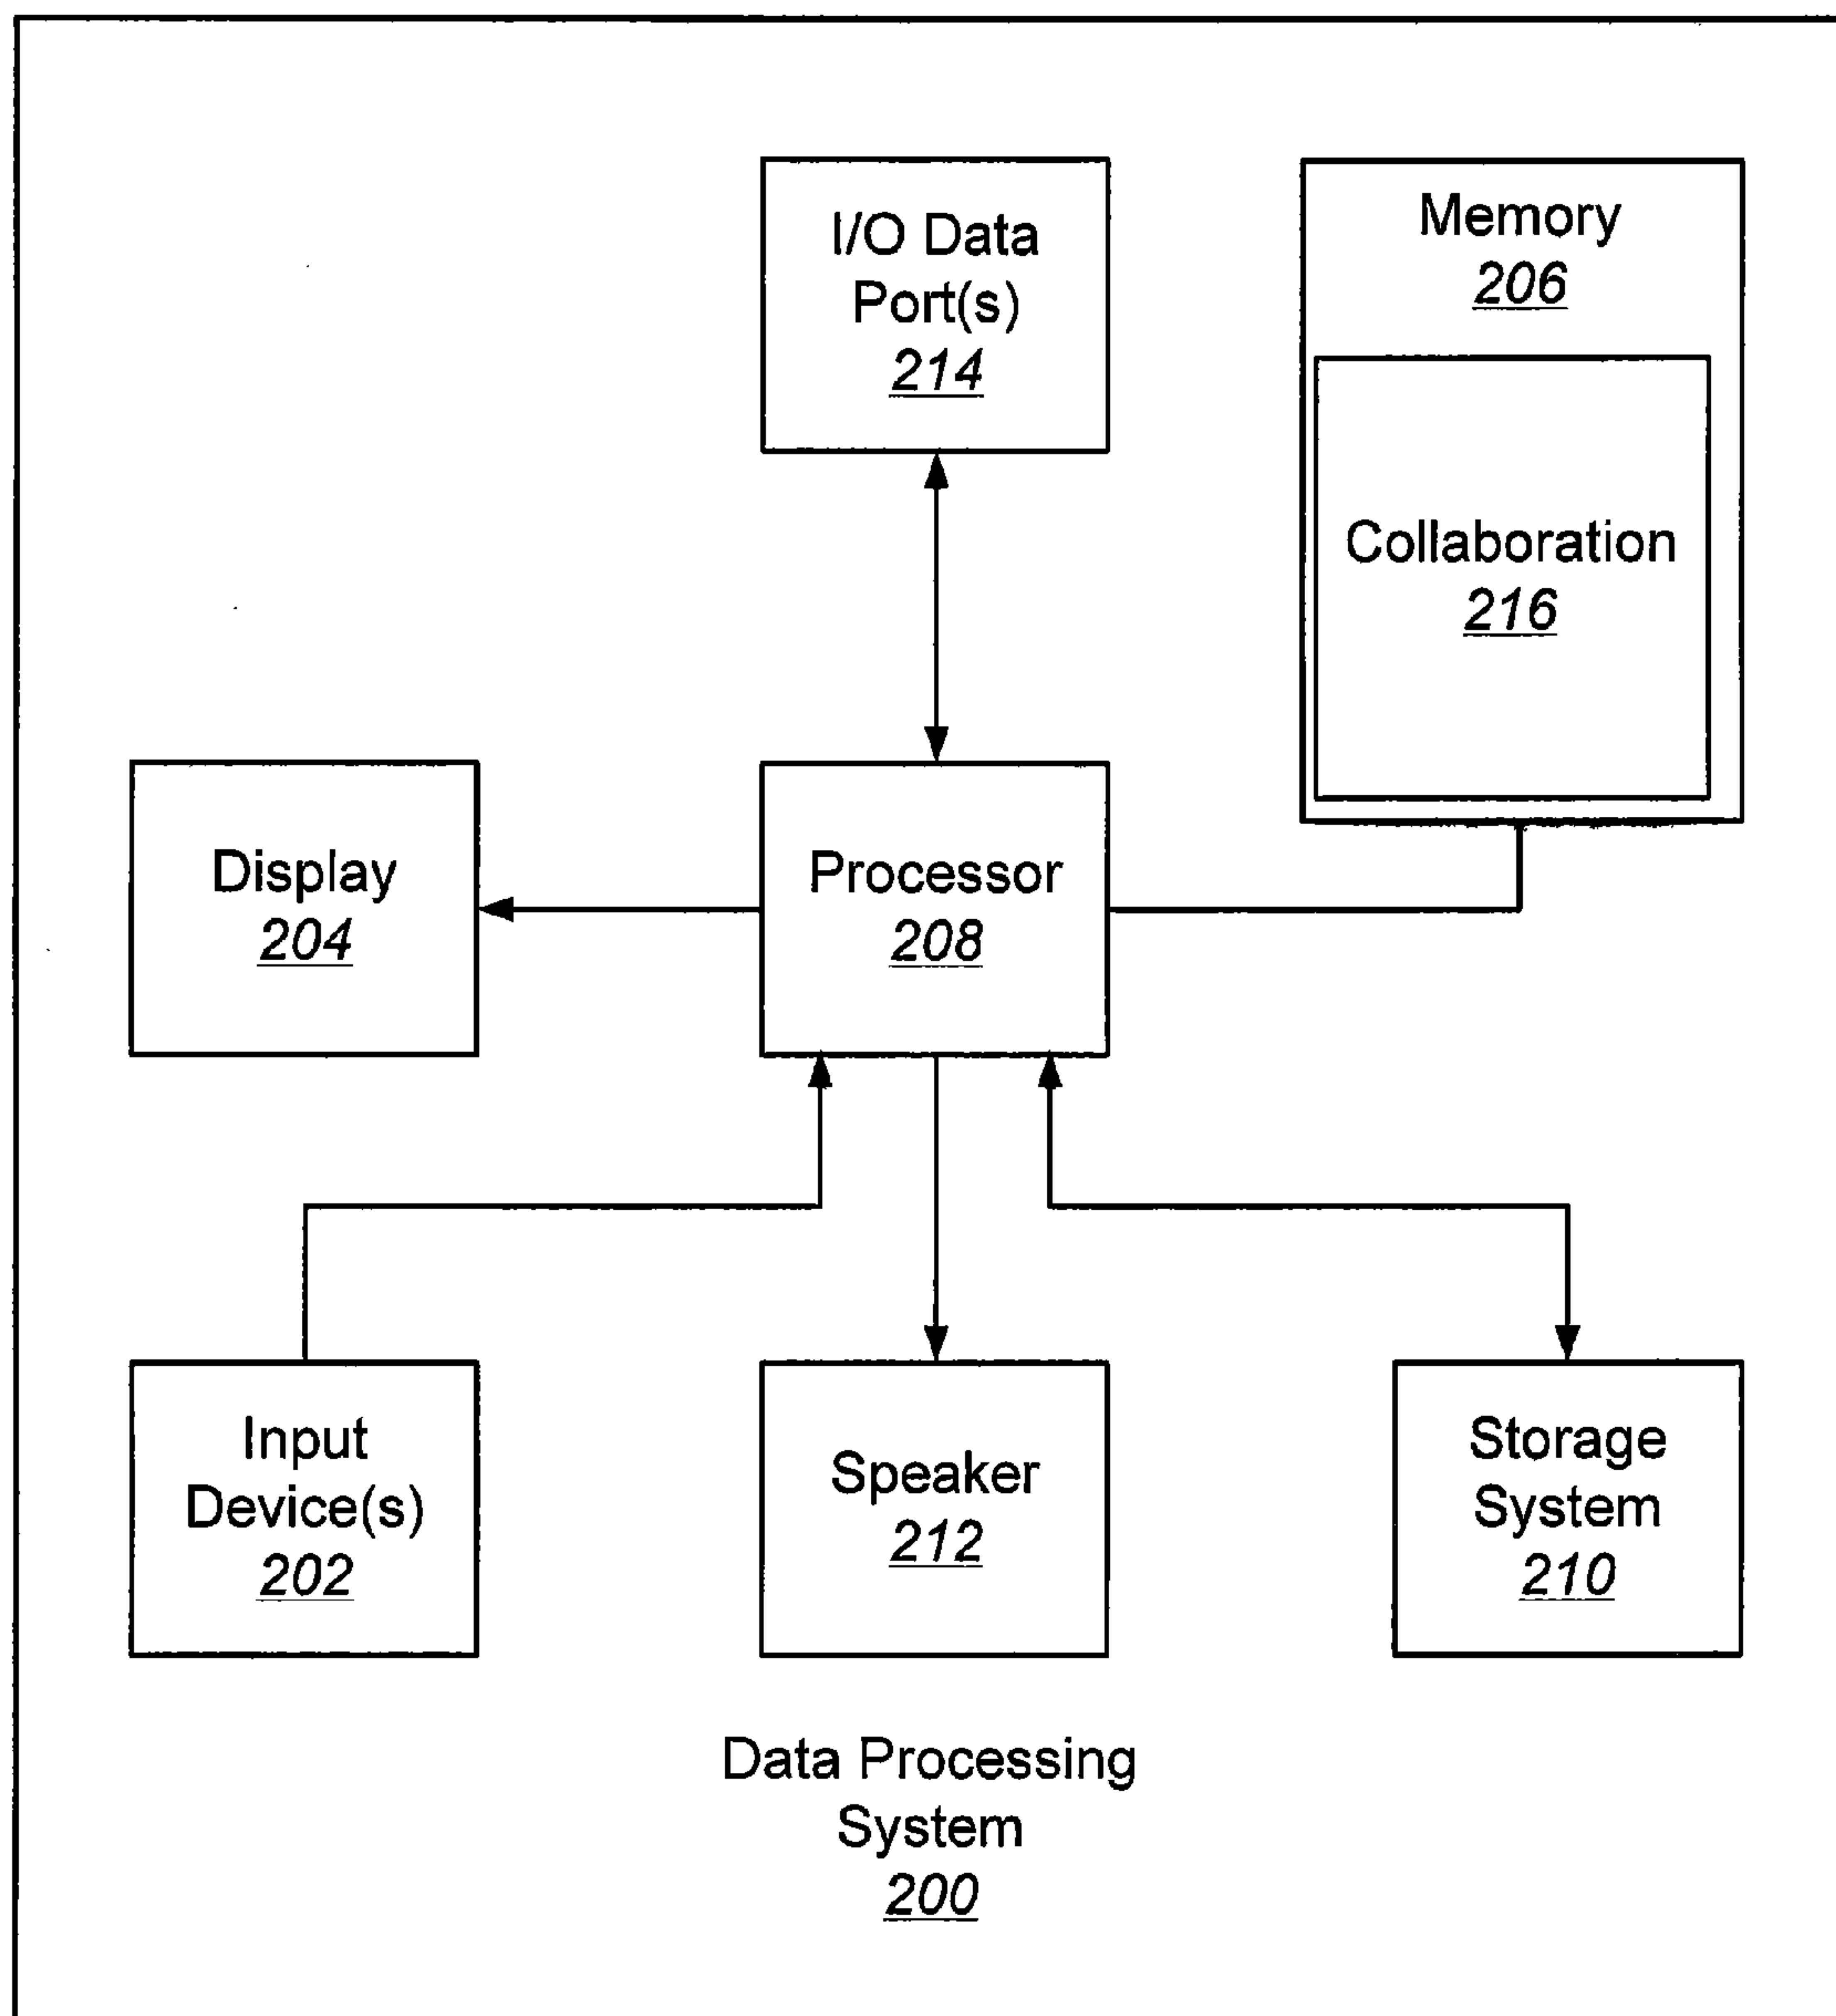 I/O Data
Port(s)
214
Memory
206
Collaboration
216
Display
204
Processor
208
Input
Device(s)
202
Speaker
212
Storage
System
210
Data Processing
System
200